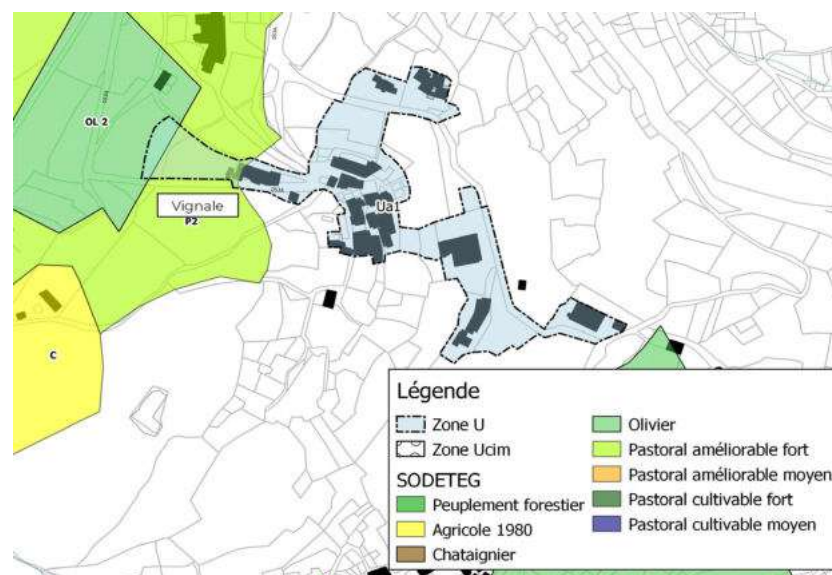 OL 2
Vignale
P2
Ua1
C
Légende
Zone U
Zone Ucim
SODETEG
Peuplement forestier
Agricole 1980
Chataignier
Olivier
Pastoral améliorable fort
Pastoral améliorable moyen
Pastoral cultivable fort
Pastoral cultivable moyen